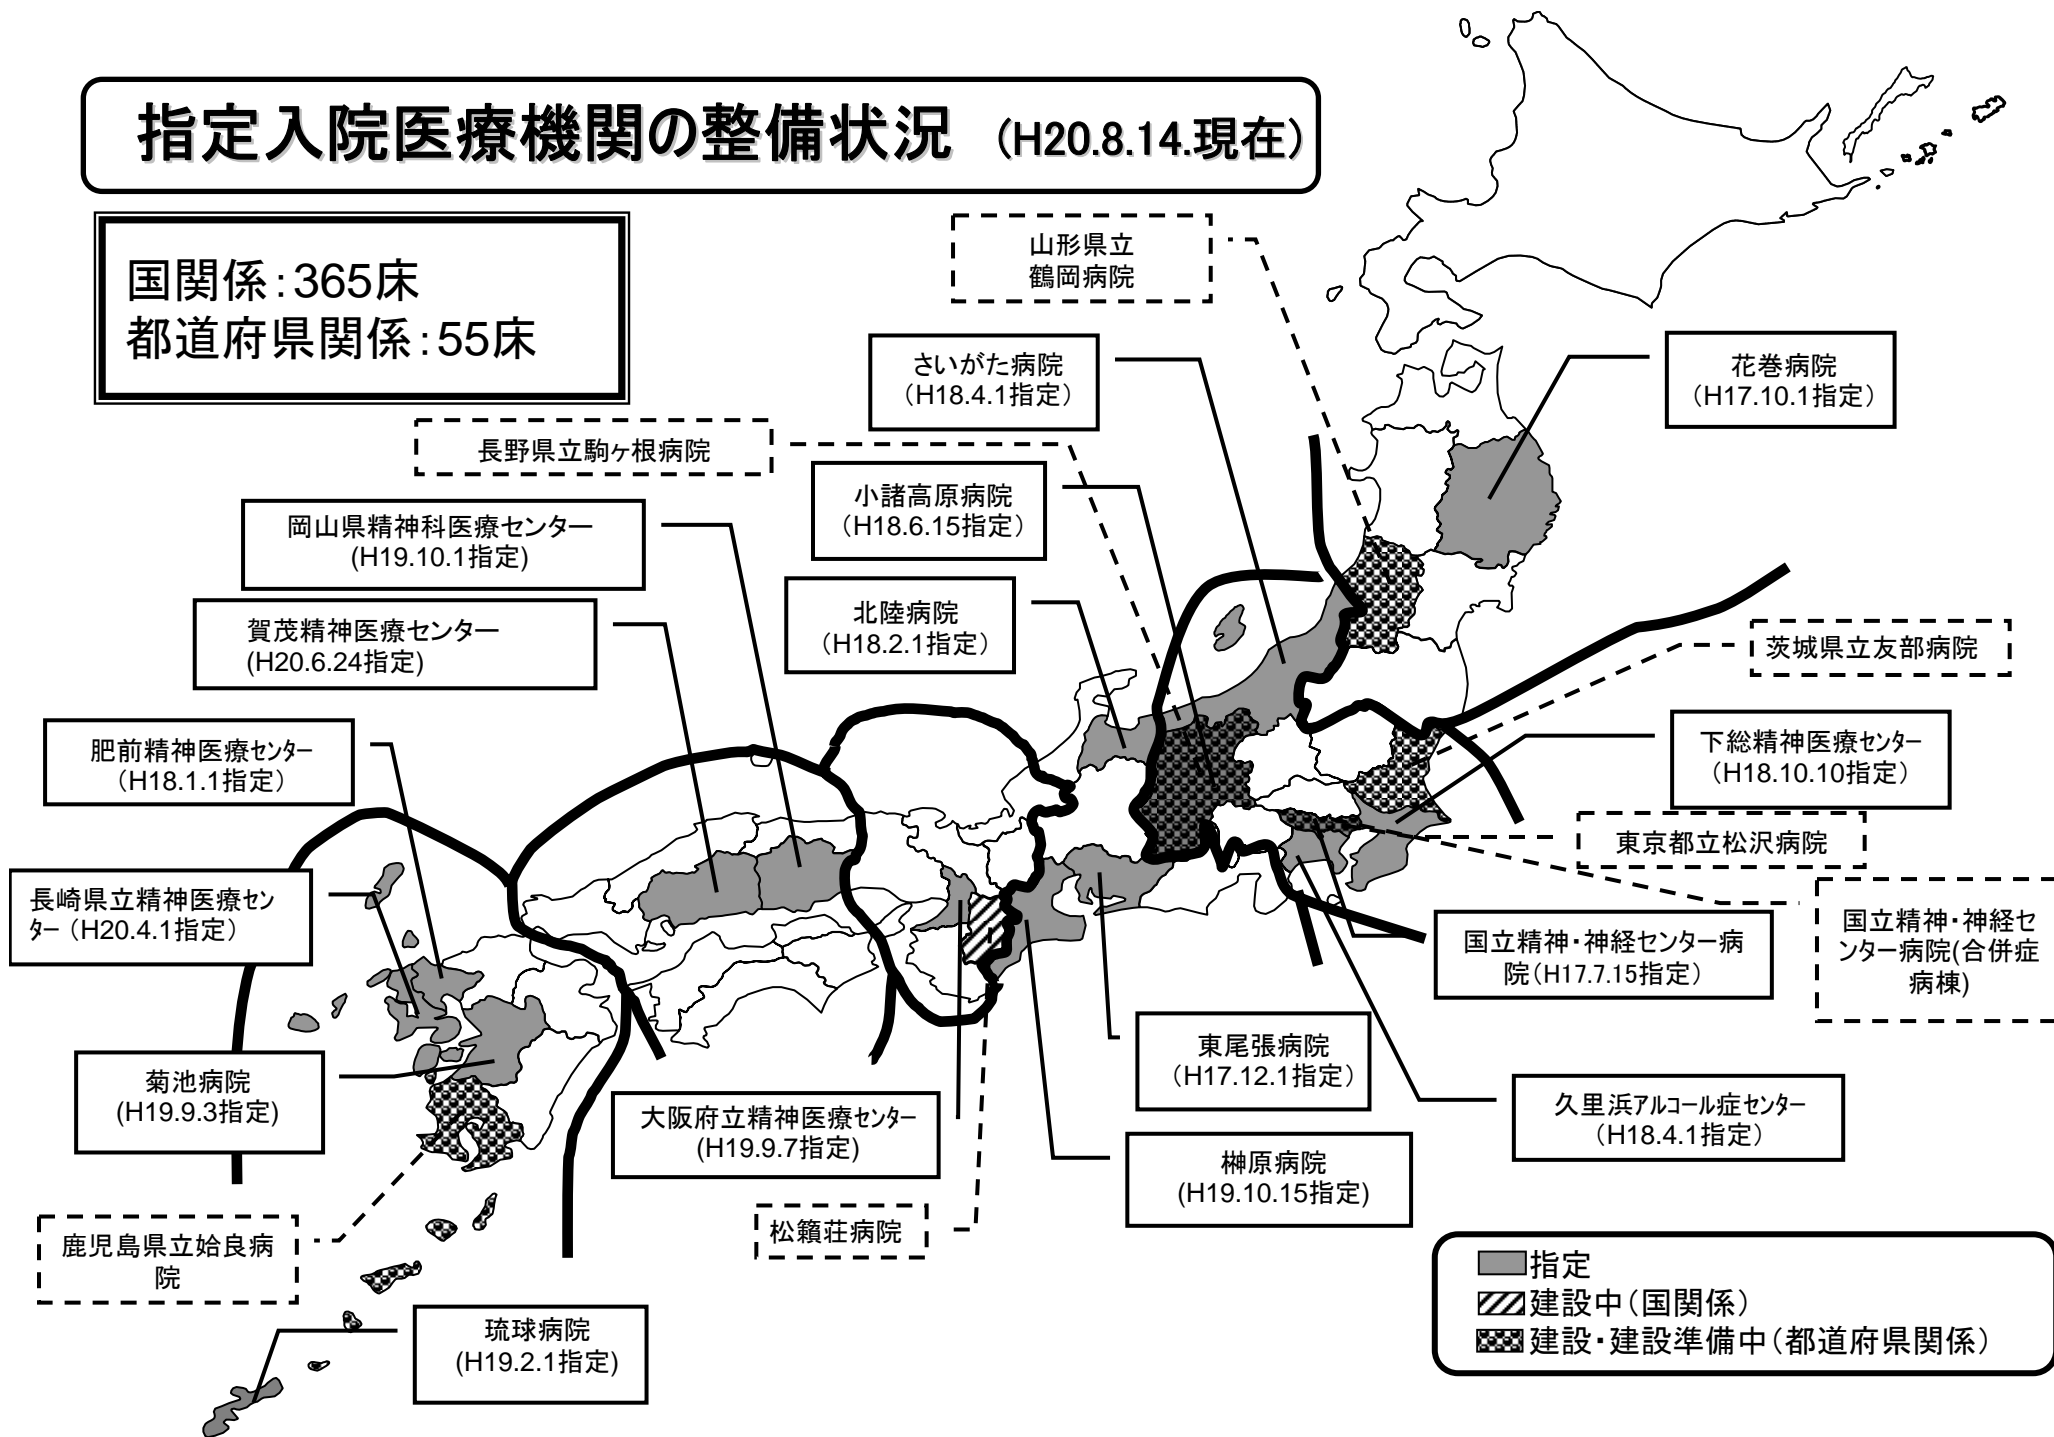 指定入院医療機関の整備状況 (H20.8.14.現在)
国関係:365床
都道府県関係:55床
山形県立
鶴岡病院
さいがた病院
(H18.4.1指定)
花巻病院
(H17.10.1指定)
長野県立駒ヶ根病院
小諸高原病院
(H18.6.15指定)
岡山県精神科医療センター
(H19.10.1指定)
北陸病院
(H18.2.1指定)
賀茂精神医療センター
(H20.6.24指定)
茨城県立友部病院
肥前精神医療センター
(H18.1.1指定)
下総精神医療センター
(H18.10.10指定)
東京都立松沢病院
長崎県立精神医療セン
ター (H20.4.1指定)
国立精神・神経センター病
院(H17.7.15指定)
国立精神・神経セ
ンター病院(合併症
病棟)
菊池病院
(H19.9.3指定)
東尾張病院
(H17.12.1指定)
大阪府立精神医療センター
(H19.9.7指定)
久里浜アルコール症センター
(H18.4.1指定)
榊原病院
(H19.10.15指定)
松籟荘病院
鹿児島県立姶良病
院
琉球病院
(H19.2.1指定)
指定
建設中(国関係)
建設・建設準備中(都道府県関係)